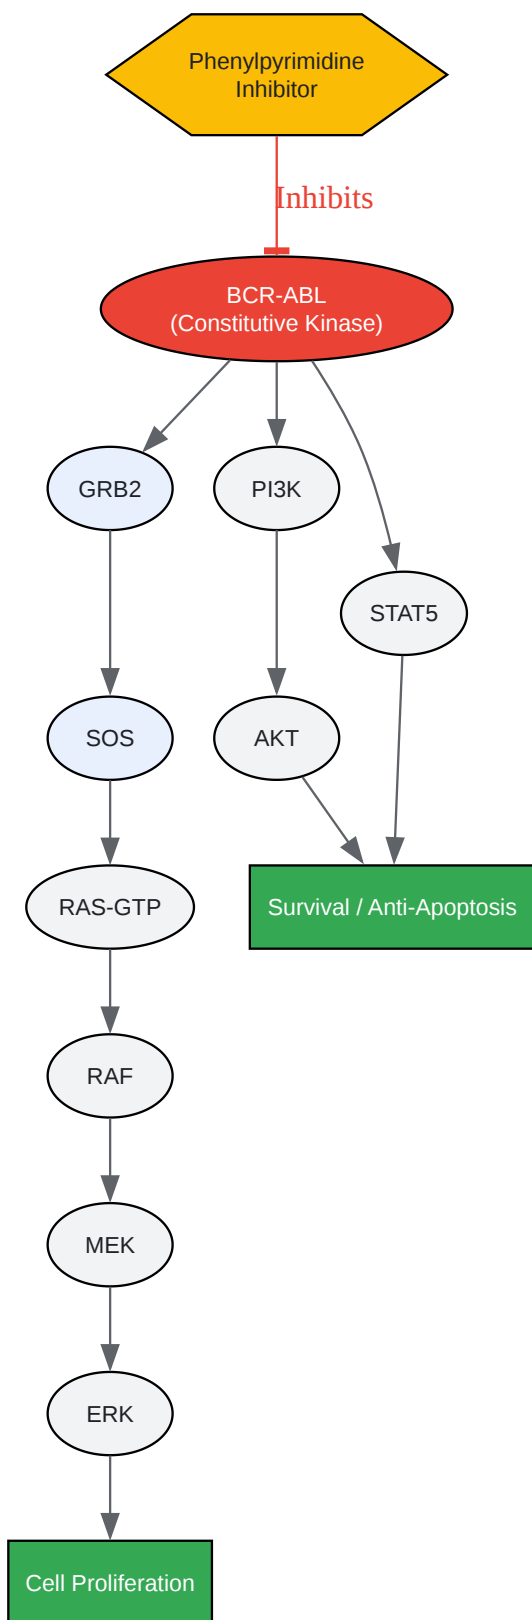 Phenylpyrimidine
Inhibitor
Inhibits
BCR-ABL
(Constitutive Kinase)
GRB2
PI3K
STAT5
SOS
AKT
RAS-GTP
Survival / Anti-Apoptosis
RAF
MEK
ERK
Cell Proliferation